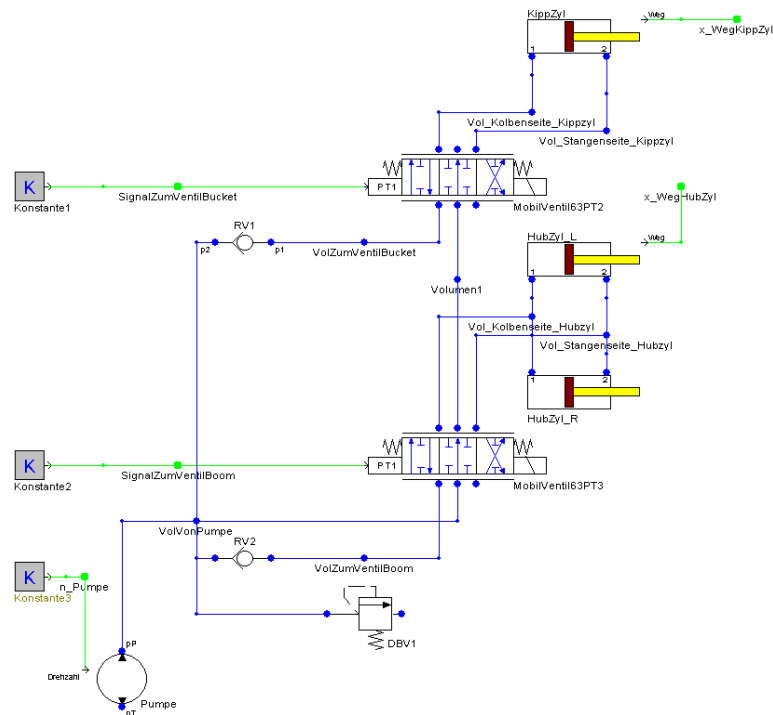 KippZyl
Weg
x_WegKippZyl
1
2
Vol_Kolbenseite_Kippzyl
Vol_Stangenseite_Kippzyl
K
Konstante1
SignalZumVentilBucket
PT1
MobilVentil63PT2
x_WegHubZyl
RV1
p2
p1
VolZumVentilBucket
HubZyl_L
Weg
1
2
Volumen1
Vol_Kolbenseite_Hubzyl
Vol_Stangenseite_Hubzyl
1
2
HubZyl_R
K
Konstante2
SignalZumVentilBoom
PT1
MobilVentil63PT3
VolVonPumpe
RV2
VolZumVentilBoom
K
Konstante3
n_Pumpe
DBV1
pP
Drehzahl
pT
Pumpe